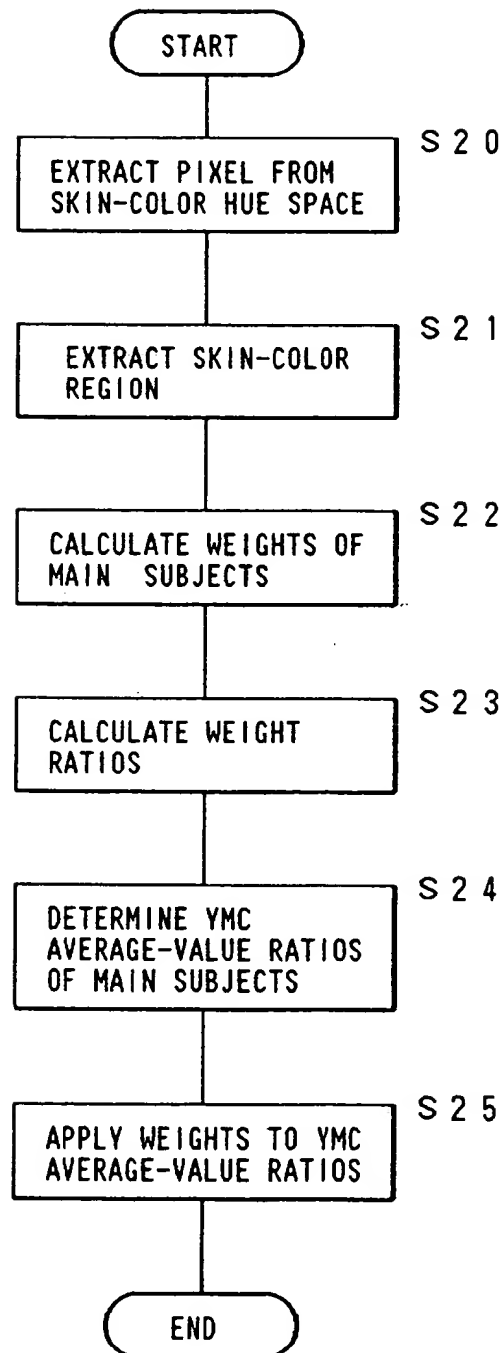 START
S20
EXTRACT PIXEL FROM
SKIN-COLOR HUE SPACE
S21
EXTRACT SKIN-COLOR
REGION
S22
CALCULATE WEIGHTS OF
MAIN SUBJECTS
S23
CALCULATE WEIGHT
RATIOS
S24
DETERMINE YMC
AVERAGE-VALUE RATIOS
OF MAIN SUBJECTS
S25
APPLY WEIGHTS TO YMC
AVERAGE-VALUE RATIOS
END